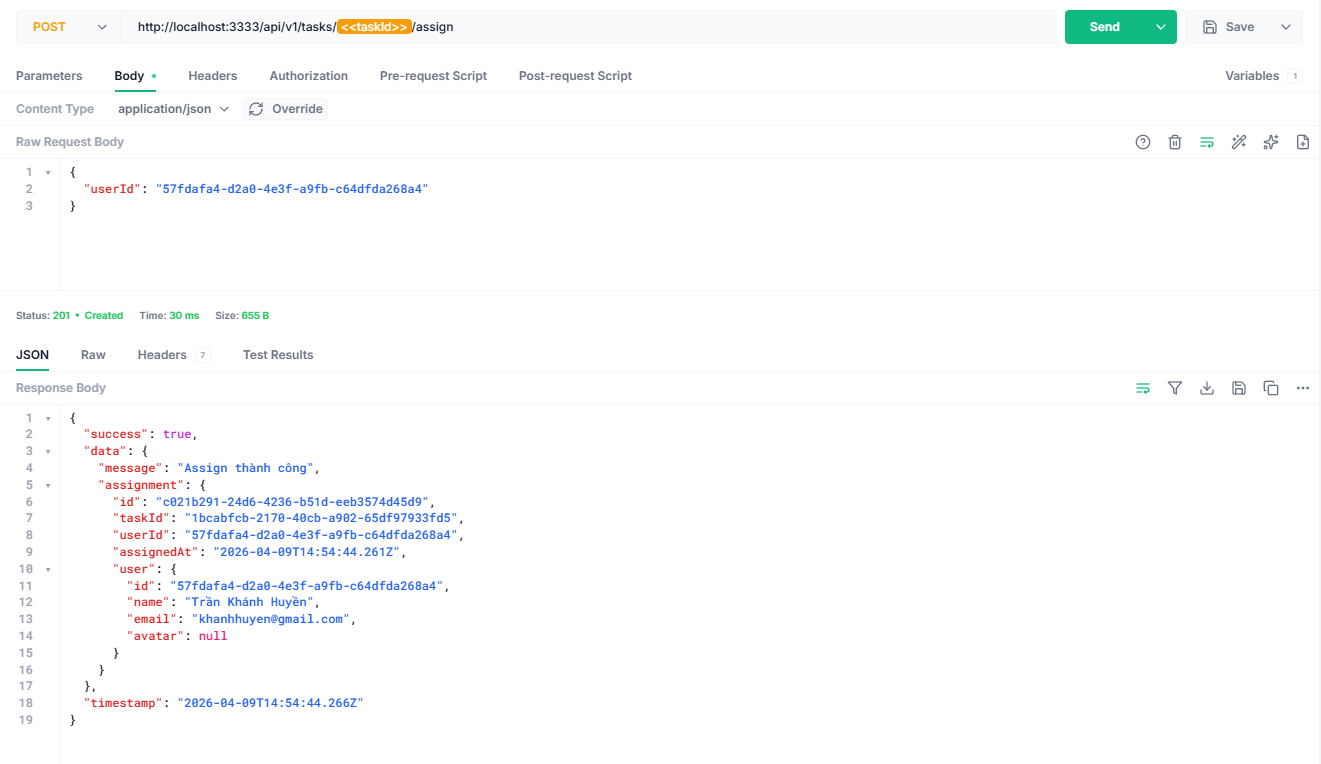 POST http://localhost:3333/api/v1/tasks/<<taskId>>/assign Send Save
Parameters Body Headers Authorization Pre-request Script Post-request Script Variables 1
Content Type application/json Override
Raw Request Body
1 {
2 "userId": "57fdafa4-d2a0-4e3f-a9fb-c64dfda268a4"
3 }
Status: 201 • Created Time: 30 ms Size: 655 B
JSON Raw Headers 7 Test Results
Response Body
1 {
2 "success": true,
3 "data": {
4 "message": "Assign thành công",
5 "assignment": {
6 "id": "c021b291-24d6-4236-b51d-eeb3574d45d9",
7 "taskId": "1bcabfcb-2170-40cb-a902-65df97933fd5",
8 "userId": "57fdafa4-d2a0-4e3f-a9fb-c64dfda268a4",
9 "assignedAt": "2026-04-09T14:54:44.261Z",
10 "user": {
11 "id": "57fdafa4-d2a0-4e3f-a9fb-c64dfda268a4",
12 "name": "Trần Khánh Huyền",
13 "email": "khanhhuyen@gmail.com",
14 "avatar": null
15 }
16 }
17 },
18 "timestamp": "2026-04-09T14:54:44.266Z"
19 }